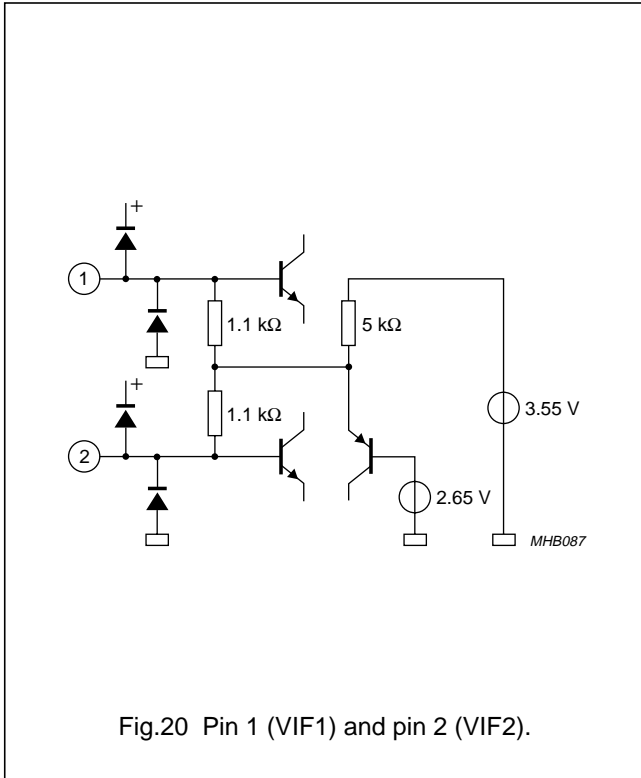 +
1
1.1 kΩ
5 kΩ
+
1.1 kΩ
3.55 V
2
2.65 V
MHB087
Fig.20 Pin 1 (VIF1) and pin 2 (VIF2).